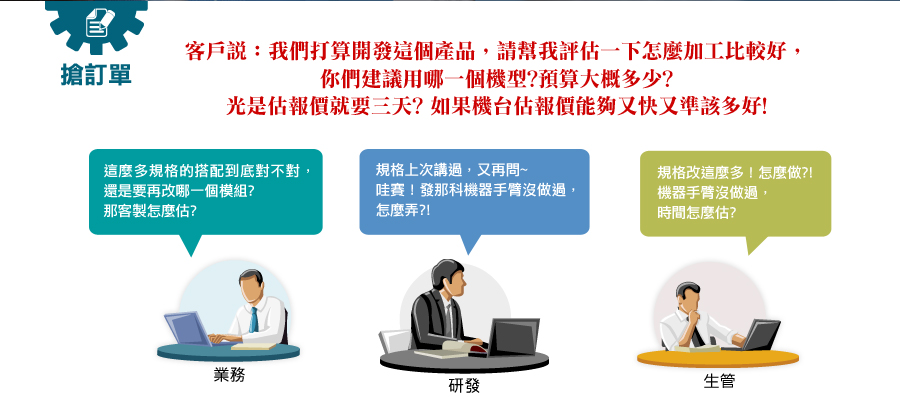 搶訂單
客戶説：我們打算開發這個產品，請幫我評估一下怎麼加工比較好，
你們建議用哪一個機型?預算大概多少?
光是估報價就要三天? 如果機台估報價能夠又快又準該多好!
這麼多規格的搭配到底對不對，
還是要再改哪一個模組?
那客製怎麼估?
規格上次講過，又再問~
哇賽！發那科機器手臂沒做過，
怎麼弄?!
規格改這麼多！怎麼做?!
機器手臂沒做過，
時間怎麼估?
業務
研發
生管